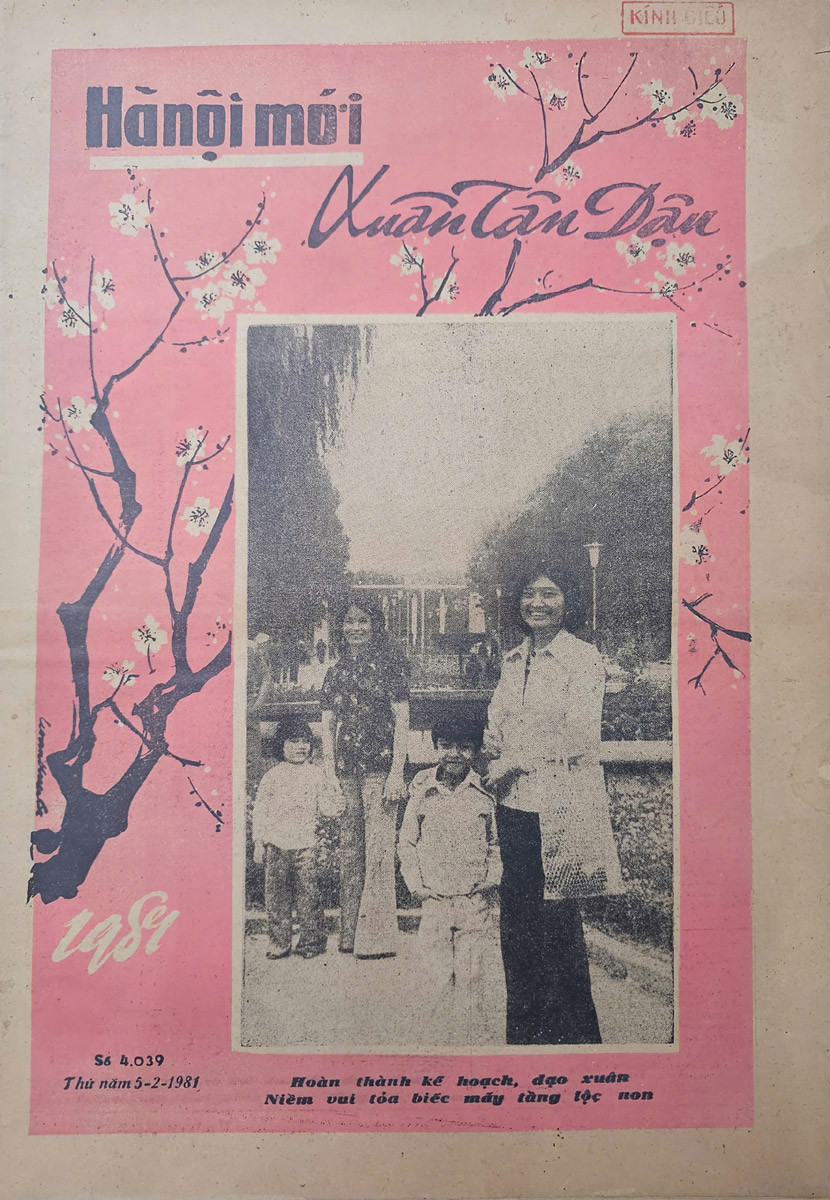 KÍNH BIẾU
Hànội mới
Xuân Tân Dậu
1981
Số 4.039
Thứ năm 5-2-1981
Hoàn thành kế hoạch, dạo xuân
Niềm vui tỏa biếc mấy tầng lộc non